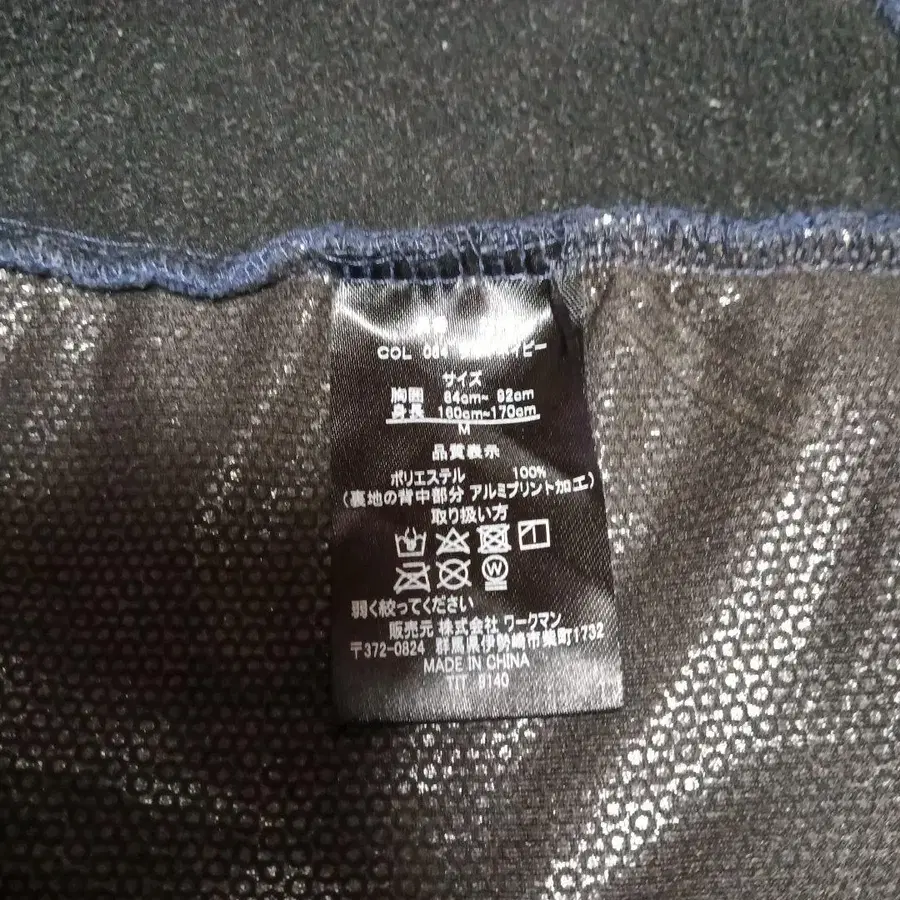 COL 084
サイズ
胸囲 84cm~ 92cm
身長 160cm~170cm
M
品質表示
ポリエステル 100%
(裏地の背中部分 アルミプリント加工)
取り扱い方
W
弱く絞ってください
販売元 株式会社 ワークマン
〒372-0824 群馬県伊勢崎市柴町1732
MADE IN CHINA
TIT 9140